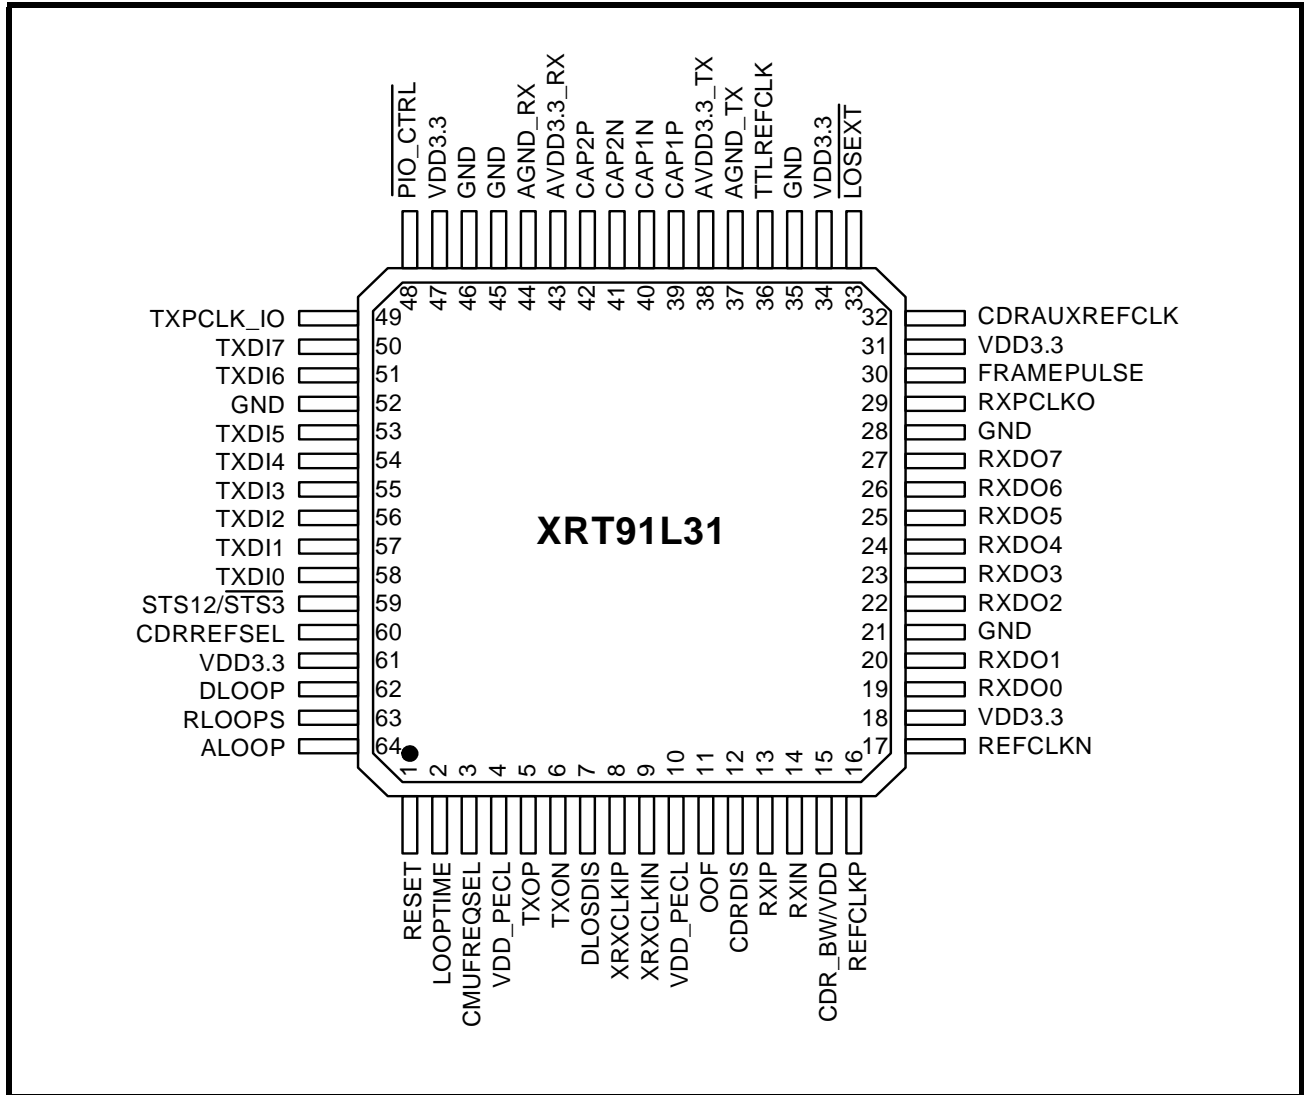 PIO_CTRL
VDD3.3
GND
GND
AGND_RX
AVDD3.3_RX
CAP2P
CAP2N
CAP1N
CAP1P
AVDD3.3_TX
AGND_TX
TTLREFCLK
GND
VDD3.3
LOSEXT
48
47
46
45
44
43
42
41
40
39
38
37
36
35
34
33
TXPCLK_IO 49
TXDI7 50
TXDI6 51
GND 52
TXDI5 53
TXDI4 54
TXDI3 55
TXDI2 56
TXDI1 57
TXDI0 58
STS12/STS3 59
CDRREFSEL 60
VDD3.3 61
DLOOP 62
RLOOPS 63
ALOOP 64
XRT91L31
32 CDRAUXREFCLK
31 VDD3.3
30 FRAMEPULSE
29 RXPCLKO
28 GND
27 RXDO7
26 RXDO6
25 RXDO5
24 RXDO4
23 RXDO3
22 RXDO2
21 GND
20 RXDO1
19 RXDO0
18 VDD3.3
17 REFCLKN
1
2
3
4
5
6
7
8
9
10
11
12
13
14
15
16
RESET
LOOPTIME
CMUFREQSEL
VDD_PECL
TXOP
TXON
DLOSDIS
XRXCLKIP
XRXCLKIN
VDD_PECL
OOF
CDRDIS
RXIP
RXIN
CDR_BW/VDD
REFCLKP